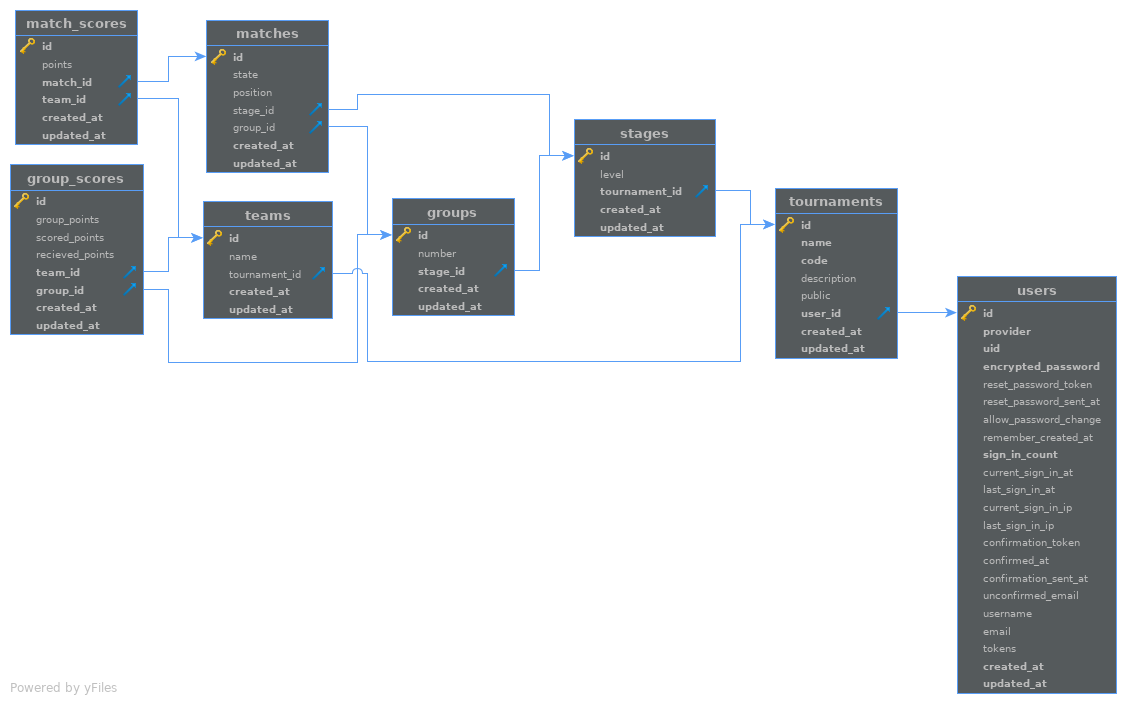 match_scores
id
points
match_id
team_id
created_at
updated_at
group_scores
id
group_points
scored_points
recieved_points
team_id
group_id
created_at
updated_at
matches
id
state
position
stage_id
group_id
created_at
updated_at
teams
id
name
tournament_id
created_at
updated_at
groups
id
number
stage_id
created_at
updated_at
stages
id
level
tournament_id
created_at
updated_at
tournaments
id
name
code
description
public
user_id
created_at
updated_at
users
id
provider
uid
encrypted_password
reset_password_token
reset_password_sent_at
allow_password_change
remember_created_at
sign_in_count
current_sign_in_at
last_sign_in_at
current_sign_in_ip
last_sign_in_ip
confirmation_token
confirmed_at
confirmation_sent_at
unconfirmed_email
username
email
tokens
created_at
updated_at
Powered by yFiles